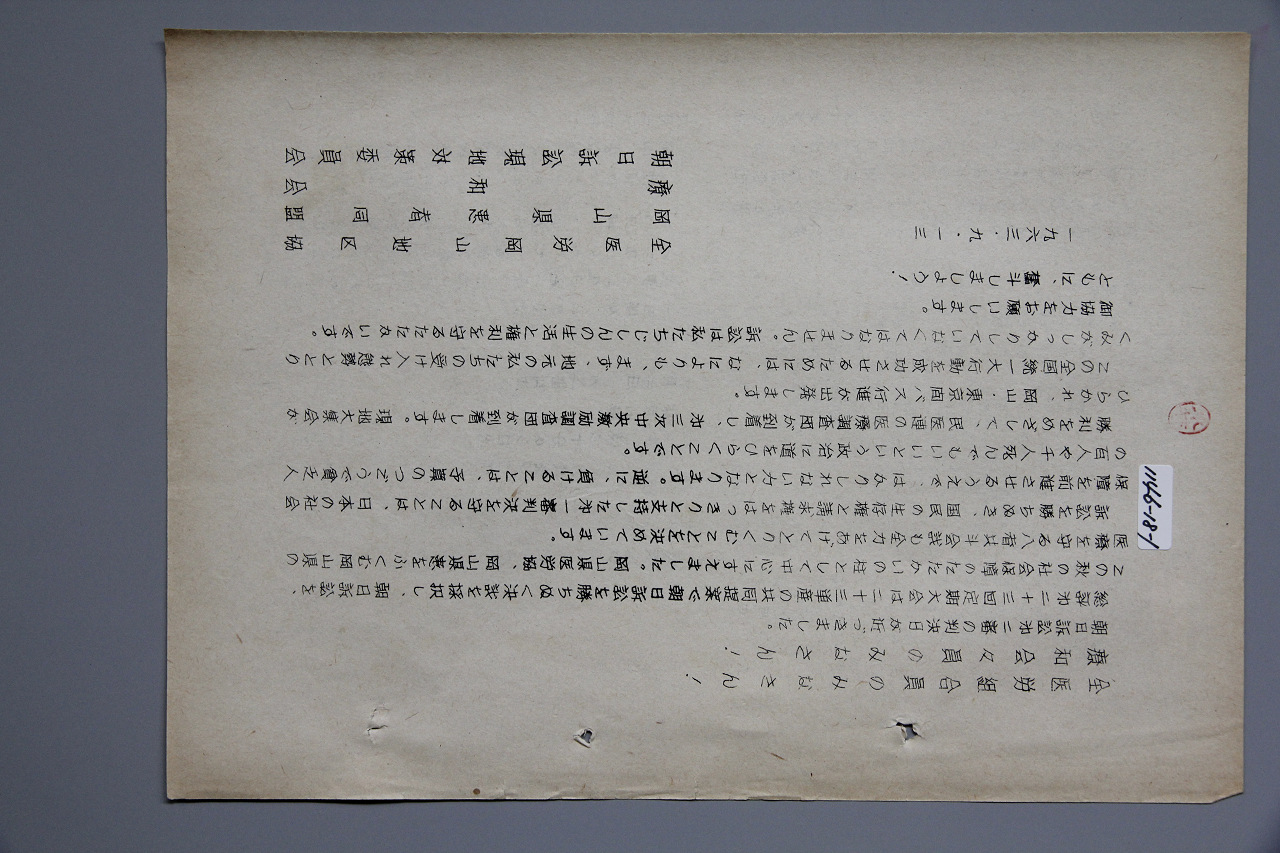 全医労組合員のみなさん!
療和会々員のみなさん!
朝日訴訟オ二審の判決日が近づきました
総評オ二十三回定期大会は二十三単産の共同提案で朝日訴訟を勝ちぬく決議を採択し、朝日訴訟を、
この秋の社会保障のたたかいの柱として中心にすえました。岡山県医労協、岡山県患をふくむ岡山県の
医療を守る八者共斗会議も全力をあげてとりくむことを決めています。
訴訟を勝ちぬき、国民の生存権と請求権をはっきりと支持したオ一審判決を守ることは、日本の社会
保障を前進させるうえで、はかりしれない力となります。逆に、負けることは、予算のつごうで貧乏人
の百人や千人死んでもいいという政治に道をひらくことです。
勝利をめざして、民医連の医療調査団が到着し、オ三次中央激励調査団が到着します。現地大集会が
ひらかれ、岡山・東京間バス行進が出発します。
この全国統一大行動を成功させるためには、なによりも、まず、地元の私たちの受け入れ態勢ととり
くみがしっかりしていなくてはなりません。訴訟は私たちじしんの生活と権利を守るたたかいです。
御協力をお願いします
ともに、奮斗しましょう!
一九六三・九・一三
全医労岡山地区協
岡山県患者同盟
療和会
朝日訴訟現地対策委員会
1146-18-1